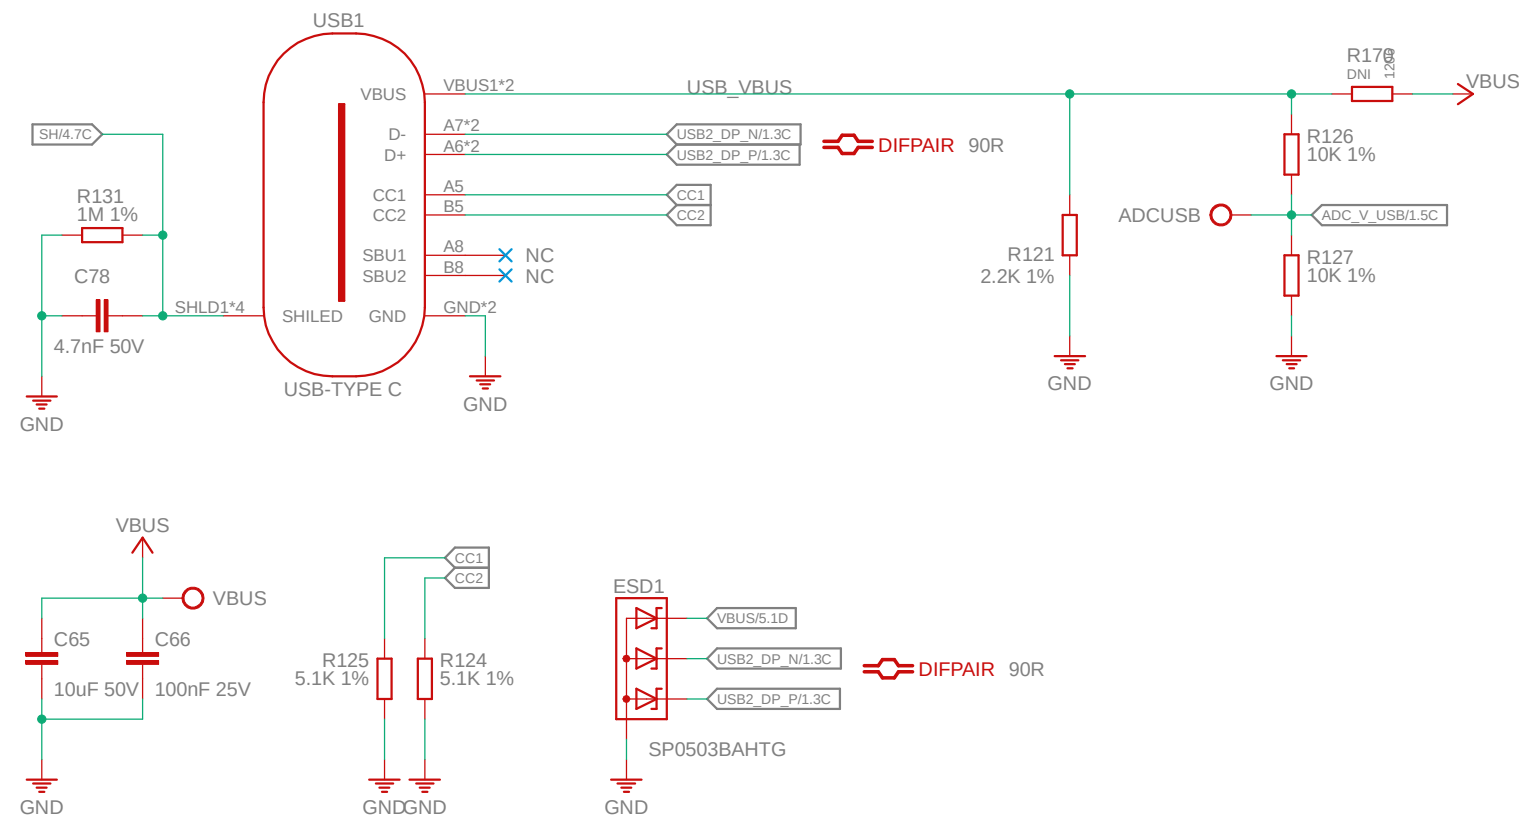 USB1
VBUS
VBUS1*2
USB_VBUS
R170
DNI
1206
VBUS
SH/4.7C
D-
A7*2
USB2_DP_N/1.3C
D+
A6*2
USB2_DP_P/1.3C
DIFPAIR 90R
R126
10K 1%
R131
1M 1%
CC1
A5
CC1
CC2
B5
CC2
ADCUSB
ADC_V_USB/1.5C
SBU1
A8
NC
SBU2
B8
NC
R121
2.2K 1%
R127
10K 1%
C78
4.7nF 50V
SHLD1*4
SHILED
GND
GND*2
USB-TYPE C
GND
GND
GND
GND
VBUS
VBUS
C65
10uF 50V
C66
100nF 25V
GND
CC1
CC2
R125
5.1K 1%
R124
5.1K 1%
GND
GND
ESD1
VBUS/5.1D
USB2_DP_N/1.3C
USB2_DP_P/1.3C
DIFPAIR 90R
SP0503BAHTG
GND